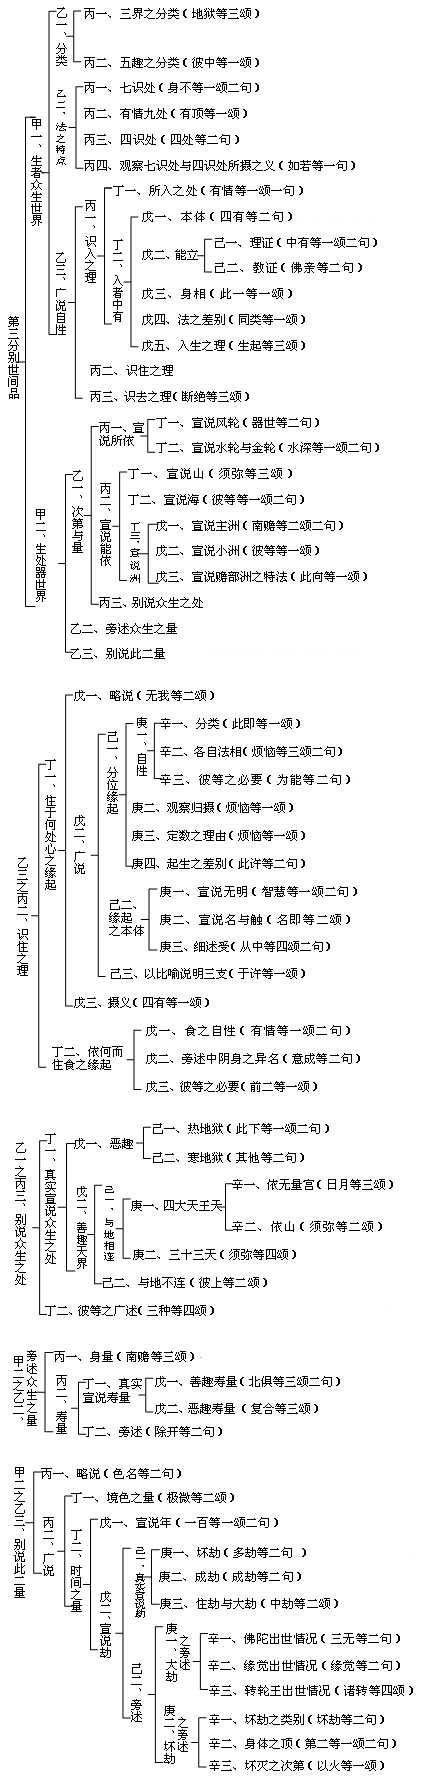 第三分别世间品
甲一、生者众生世界
乙一、分类
丙一、三界之分类（地狱等三颂）
丙二、五趣之分类（彼中等一颂）
乙二、法之特点
丙一、七识处（身不等一颂二句）
丙二、有情九处（有顶等一颂）
丙三、四识处（四处等二句）
丙四、观察七识处与四识处所摄之义（如若等一句）
乙三、广说自性
丙一、识入之理
丁一、所入之处（有情等一颂一句）
丁二、入者中有
戊一、本体（四有等二句）
戊二、能立
己一、理证（中有等一颂二句）
己二、教证（佛亲等二句）
戊三、身相（此一等一颂）
戊四、法之差别（同类等一颂）
戊五、入生之理（生起等三颂）
丙二、识住之理
丙三、识去之理(断绝等三颂）
甲二、生处器世界
乙一、次第与量
丙一、宣说所依
丁一、宣说风轮（器世等二句）
丁二、宣说水轮与金轮（水深等一颂二句）
丙二、宣说能依
丁一、宣说山（须弥等三颂）
丁二、宣说海（彼等等一颂二句）
丁三、宣说洲
戊一、宣说主洲（南赡等二颂二句）
戊二、宣说小洲（彼等等一颂）
戊三、宣说赡部洲之特法（此向等一颂）
丙三、别说众生之处
乙二、旁述众生之量
乙三、别说此二量
乙三之丙二、识住之理
丁一、住于何处心之缘起
戊一、略说（无我等二颂）
戊二、广说
己一、分位缘起
庚一、自性
辛一、分类（此即等一颂）
辛二、各自法相（烦恼等三颂二句）
辛三、彼等之必要（为能等二句）
庚二、观察归摄（烦恼等一颂）
庚三、定数之理由（烦恼等一颂）
庚四、起生之差别（此许等二句）
己二、缘起之本体
庚一、宣说无明（智慧等一颂二句）
庚二、宣说名与触（名即等二颂）
庚三、细述受（从中等四颂二句）
己三、以比喻说明三支（于许等一颂）
戊三、摄义（四有等一颂）
丁二、依何而住食之缘起
戊一、食之自性（有情等一颂二句）
戊二、旁述中阴身之异名（意成等二句）
戊三、彼等之必要（前二等一颂）
乙一之丙三、别说众生之处
丁一、真实宣说众生之处
戊一、恶趣
己一、热地狱（此下等一颂二句）
己二、寒地狱（其他等二句）
戊二、善趣天界
己一、与地相连
庚一、四大天王天
辛一、依无量宫（日月等三颂）
辛二、依山（须弥等二颂）
庚二、三十三天（须弥等四颂）
己二、与地不连（彼上等二颂）
丁二、彼等之广述（三种等四颂）
甲二之乙二、旁述众生之量
丙一、身量（南赡等三颂）
丙二、寿量
丁一、真实宣说寿量
戊一、善趣寿量（北俱等三颂二句）
戊二、恶趣寿量（复合等三颂）
丁二、旁述（除开等二句）
甲二之乙三、别说此二量
丙一、略说（色名等二句）
丙二、广说
丁一、境色之量（极微等二颂）
丁二、时间之量
戊一、宣说年（一百等一颂二句）
戊二、宣说劫
己一、真实宣说劫
庚一、坏劫（多劫等二句 ）
庚二、成劫（成劫等二句）
庚三、住劫与大劫（中劫等二颂）
己二、旁述
庚一、大劫之旁述
辛一、佛陀出世情况（三无等二句）
辛二、缘觉出世情况（缘觉等二句）
辛三、转轮王出世情况（诸转等四颂）
庚二、坏劫之旁述
辛一、坏劫之类别（坏劫等二句）
辛二、身体之顶（第二等一颂二句）
辛三、坏灭之次第（以火等一颂）